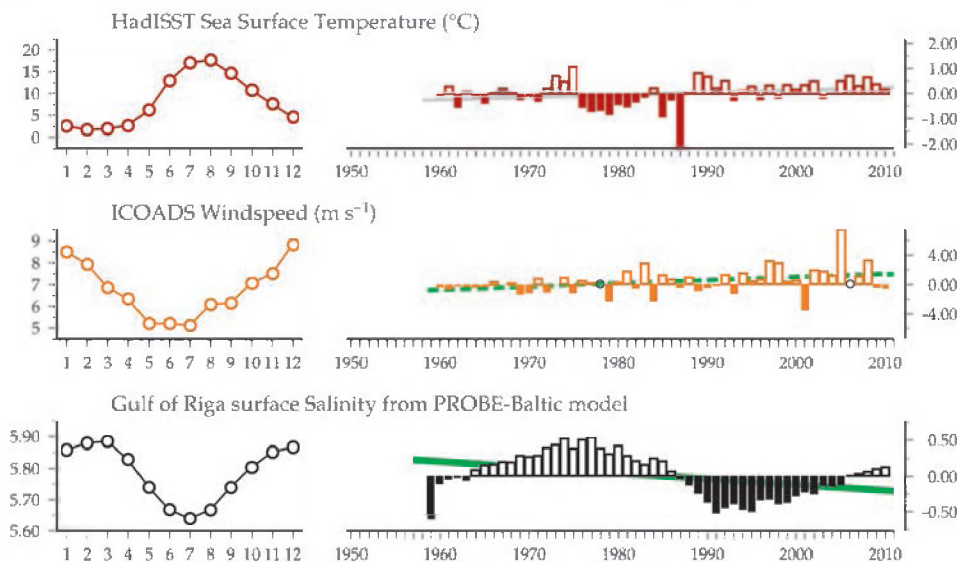 HadISST Sea Surface Temperature (°C)
20
15
10
5
0
2.00
1.00
0.00
-1.00
-2.00
1 2 3 4 5 6 7 8 9 10 11 12
1950 1960 1970 1980 1990 2000 2010
ICOADS Windspeed (m s⁻¹)
9
8
7
6
5
4.00
0.00
-4.00
1 2 3 4 5 6 7 8 9 10 11 12
1950 1960 1970 1980 1990 2000 2010
Gulf of Riga surface Salinity from PROBE-Baltic model
5.90
5.80
5.70
5.60
0.50
0.00
-0.50
1 2 3 4 5 6 7 8 9 10 11 12
1950 1960 1970 1980 1990 2000 2010